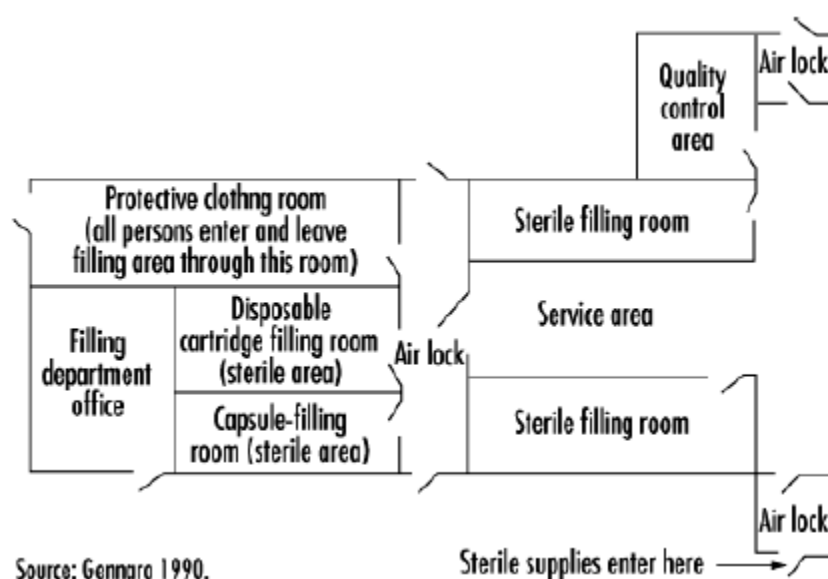 Air lock
Quality
control
area
Protective clothng room
(all persons enter and leave
filling area through this room)
Sterile filling room
Disposable
cartridge filling room
(sterile area)
Filling
department
office
Air lock
Service area
Capsule-filling
room (sterile area)
Sterile filling room
Air lock
Sterile supplies enter here
Source: Gennaro 1990.